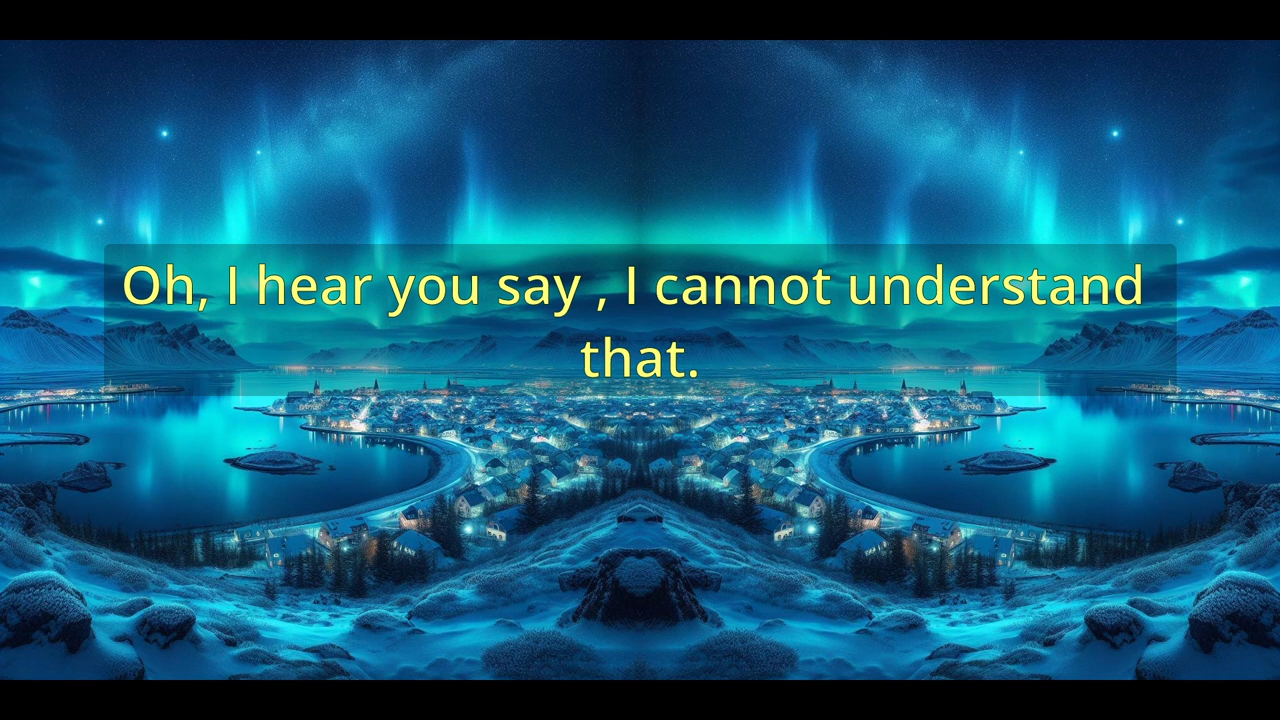 Oh, I hear you say , I cannot understand
that.